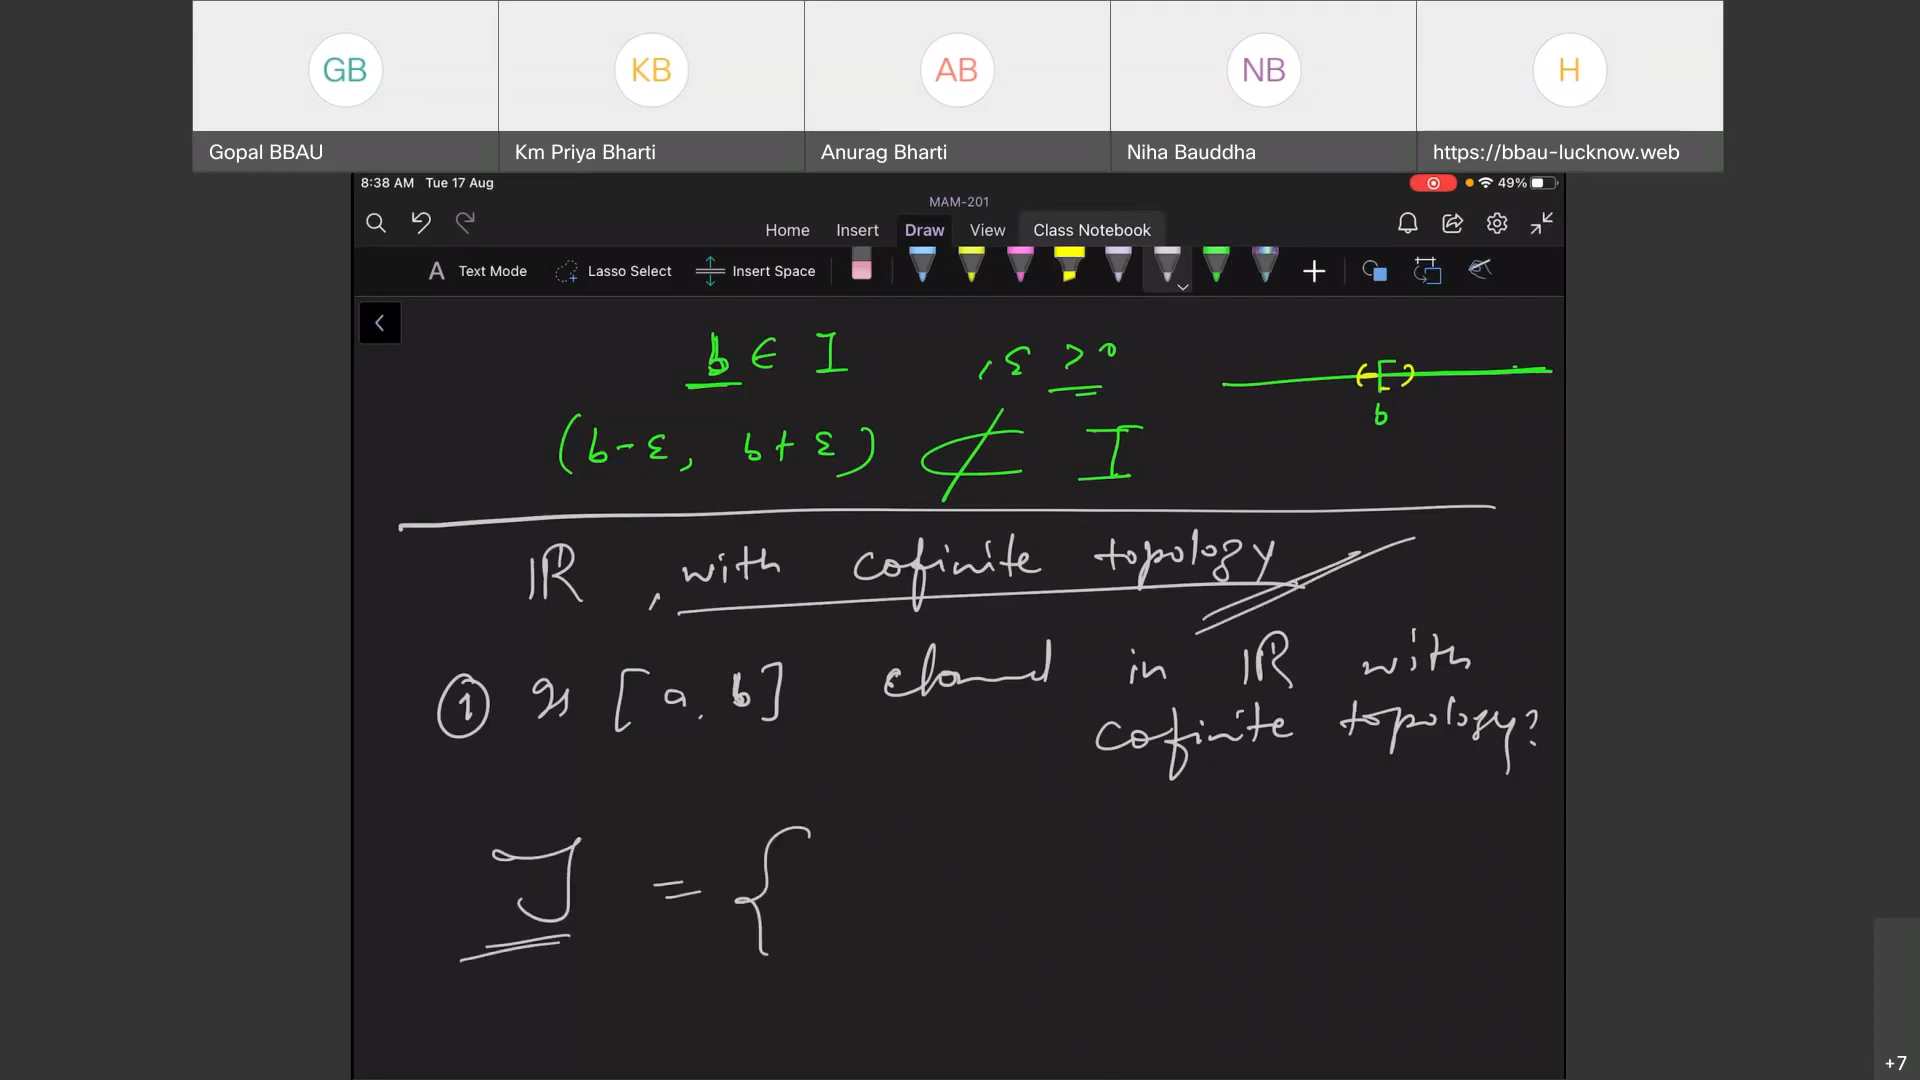 GB KB AB NB H
Gopal BBAU Km Priya Bharti Anurag Bharti Niha Bauddha https://bbau-lucknow.web
8:38 AM Tue 17 Aug 49%
MAM-201
Home Insert Draw View Class Notebook
A Text Mode Lasso Select Insert Space
b ∈ I , ε > 0
b
(b-ε, b+ε) ⊄ I
ℝ, with cofinite topology
① Is [a, b] closed in ℝ with
cofinite topology?
J = {
+7